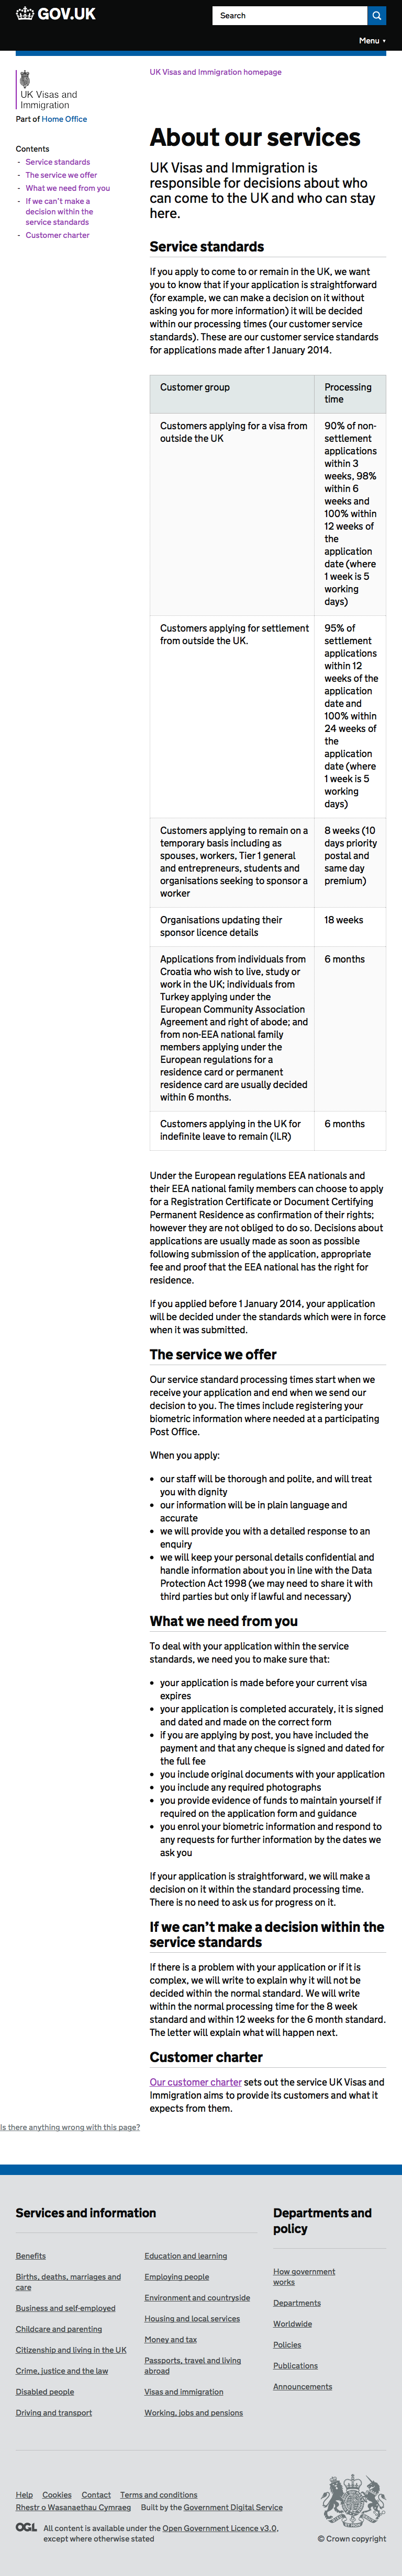 GOV.UK
Search
Menu ▾
UK Visas and
Immigration
Part of Home Office
UK Visas and Immigration homepage
Contents
- Service standards
- The service we offer
- What we need from you
- If we can't make a
decision within the
service standards
- Customer charter
About our services
UK Visas and Immigration is
responsible for decisions about who
can come to the UK and who can stay
here.
Service standards
If you apply to come to or remain in the UK, we want
you to know that if your application is straightforward
(for example, we can make a decision on it without
asking you for more information) it will be decided
within our processing times (our customer service
standards). These are our customer service standards
for applications made after 1 January 2014.
Customer group
Processing
time
Customers applying for a visa from
outside the UK
90% of non-
settlement
applications
within 3
weeks, 98%
within 6
weeks and
100% within
12 weeks of
the
application
date (where
1 week is 5
working
days)
Customers applying for settlement
from outside the UK.
95% of
settlement
applications
within 12
weeks of the
application
date and
100% within
24 weeks of
the
application
date (where
1 week is 5
working
days)
Customers applying to remain on a
temporary basis including as
spouses, workers, Tier 1 general
and entrepreneurs, students and
organisations seeking to sponsor a
worker
8 weeks (10
days priority
postal and
same day
premium)
Organisations updating their
sponsor licence details
18 weeks
Applications from individuals from
Croatia who wish to live, study or
work in the UK; individuals from
Turkey applying under the
European Community Association
Agreement and right of abode; and
from non-EEA national family
members applying under the
European regulations for a
residence card or permanent
residence card are usually decided
within 6 months.
6 months
Customers applying in the UK for
indefinite leave to remain (ILR)
6 months
Under the European regulations EEA nationals and
their EEA national family members can choose to apply
for a Registration Certificate or Document Certifying
Permanent Residence as confirmation of their rights;
however they are not obliged to do so. Decisions about
applications are usually made as soon as possible
following submission of the application, appropriate
fee and proof that the EEA national has the right for
residence.
If you applied before 1 January 2014, your application
will be decided under the standards which were in force
when it was submitted.
The service we offer
Our service standard processing times start when we
receive your application and end when we send our
decision to you. The times include registering your
biometric information where needed at a participating
Post Office.
When you apply:
• our staff will be thorough and polite, and will treat
you with dignity
• our information will be in plain language and
accurate
• we will provide you with a detailed response to an
enquiry
• we will keep your personal details confidential and
handle information about you in line with the Data
Protection Act 1998 (we may need to share it with
third parties but only if lawful and necessary)
What we need from you
To deal with your application within the service
standards, we need you to make sure that:
• your application is made before your current visa
expires
• your application is completed accurately, it is signed
and dated and made on the correct form
• if you are applying by post, you have included the
payment and that any cheque is signed and dated for
the full fee
• you include original documents with your application
• you include any required photographs
• you provide evidence of funds to maintain yourself if
required on the application form and guidance
• you enrol your biometric information and respond to
any requests for further information by the dates we
ask you
If your application is straightforward, we will make a
decision on it within the standard processing time.
There is no need to ask us for progress on it.
If we can't make a decision within the
service standards
If there is a problem with your application or if it is
complex, we will write to explain why it will not be
decided within the normal standard. We will write
within the normal processing time for the 8 week
standard and within 12 weeks for the 6 month standard.
The letter will explain what will happen next.
Customer charter
Our customer charter sets out the service UK Visas and
Immigration aims to provide its customers and what it
expects from them.
Is there anything wrong with this page?
Services and information
Benefits
Births, deaths, marriages and
care
Business and self-employed
Childcare and parenting
Citizenship and living in the UK
Crime, justice and the law
Disabled people
Driving and transport
Education and learning
Employing people
Environment and countryside
Housing and local services
Money and tax
Passports, travel and living
abroad
Visas and immigration
Working, jobs and pensions
Departments and
policy
How government
works
Departments
Worldwide
Policies
Publications
Announcements
Help Cookies Contact Terms and conditions
Rhestr o Wasanaethau Cymraeg Built by the Government Digital Service
OGL All content is available under the Open Government Licence v3.0,
except where otherwise stated
© Crown copyright